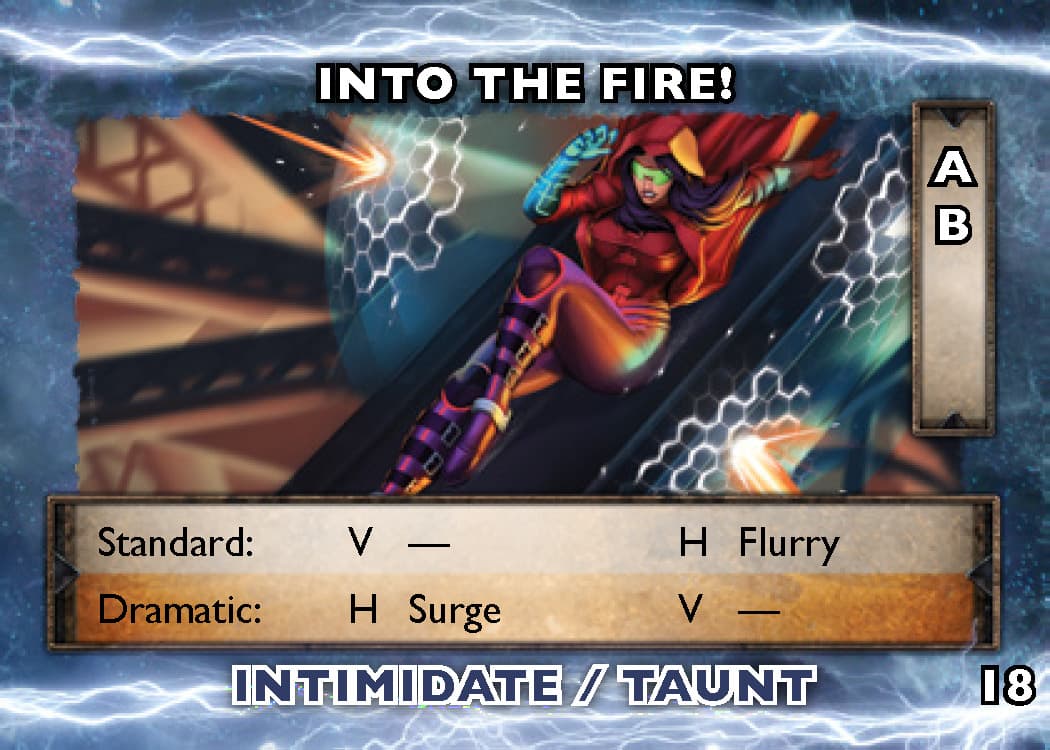 INTO THE FIRE!
A
B
Standard: V — H Flurry
Dramatic: H Surge V —
INTIMIDATE / TAUNT
18